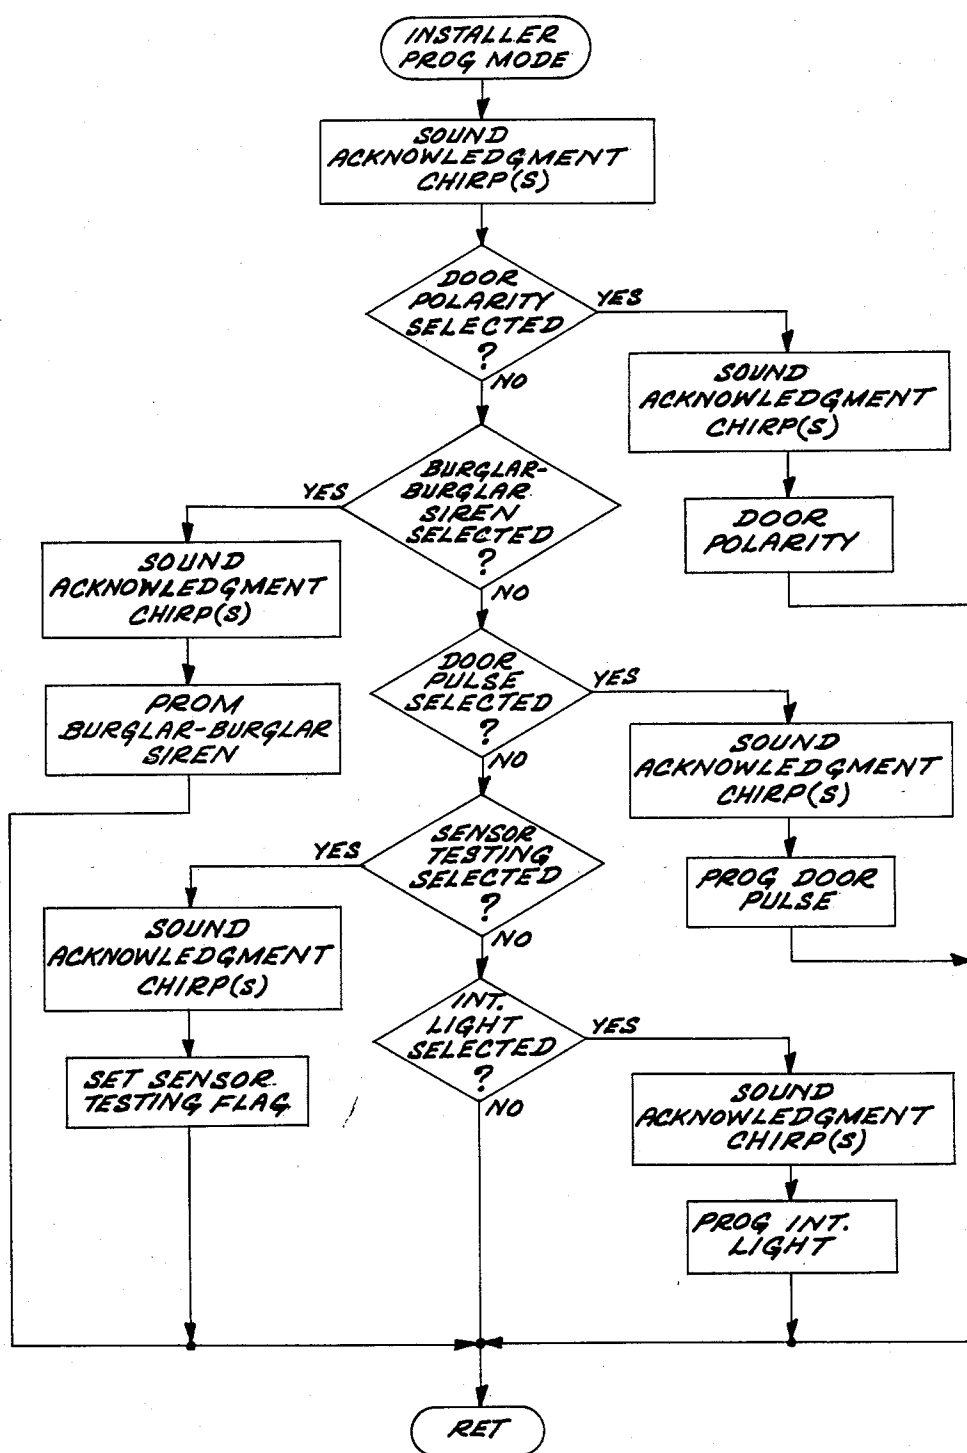 INSTALLER
PROG MODE
SOUND
ACKNOWLEDGMENT
CHIRP(S)
DOOR
POLARITY
SELECTED
?
YES
NO
SOUND
ACKNOWLEDGMENT
CHIRP(S)
DOOR
POLARITY
BURGLAR-
BURGLAR
SIREN
SELECTED
?
YES
NO
SOUND
ACKNOWLEDGMENT
CHIRP(S)
PROM
BURGLAR-BURGLAR
SIREN
DOOR
PULSE
SELECTED
?
YES
NO
SOUND
ACKNOWLEDGMENT
CHIRP(S)
PROG DOOR
PULSE
SENSOR
TESTING
SELECTED
?
YES
NO
SOUND
ACKNOWLEDGMENT
CHIRP(S)
SET SENSOR
TESTING FLAG
INT.
LIGHT
SELECTED
?
YES
NO
SOUND
ACKNOWLEDGMENT
CHIRP(S)
PROG INT.
LIGHT
RET